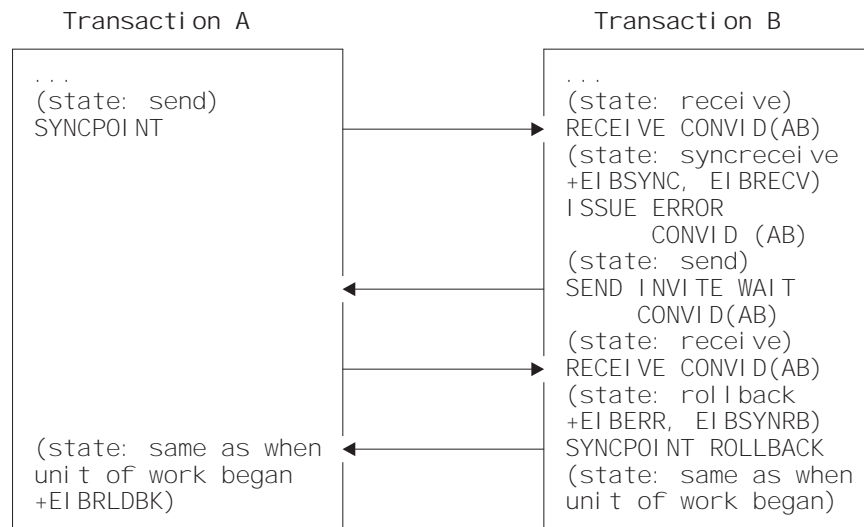 Transaction A
...
(state: send)
SYNCPOINT
(state: same as when
unit of work began
+EIBRLDBK)
Transaction B
...
(state: receive)
RECEIVE CONVID(AB)
(state: syncreceive
+EIBSYNC, EIBRECV)
ISSUE ERROR
CONVID (AB)
(state: send)
SEND INVITE WAIT
CONVID(AB)
(state: receive)
RECEIVE CONVID(AB)
(state: rollback
+EIBERR, EIBSYNRB)
SYNCPOINT ROLLBACK
(state: same as when
unit of work began)